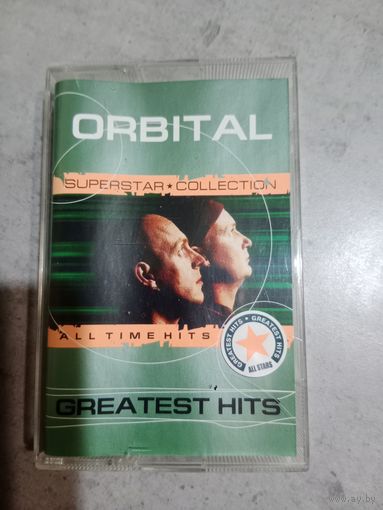 ORBITAL
SUPERSTAR★COLLECTION
ALL TIME HITS
GREATEST HITS • GREATEST HITS •
ALL STARS
GREATEST HITS
www.ay.by